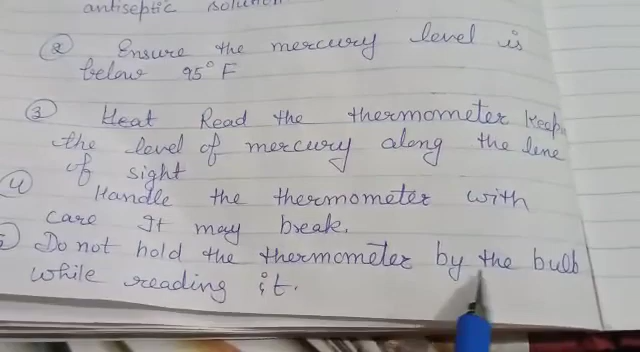 antiseptic solution
② Ensure the mercury level is
below 95° F
③ Heat Read the thermometer keep
the level of mercury along the line
of sight
④ Handle the thermometer with
care It may break.
⑤ Do not hold the thermometer by the bulb
while reading it.